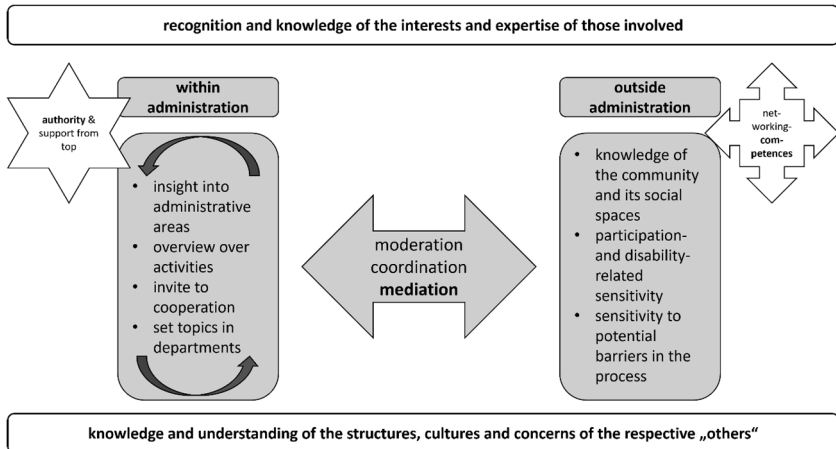 recognition and knowledge of the interests and expertise of those involved
authority &
support from
top
within
administration
• insight into
administrative
areas
• overview over
activities
• invite to
cooperation
• set topics in
departments
moderation
coordination
mediation
outside
administration
• knowledge of
the community
and its social
spaces
• participation-
and disability-
related
sensitivity
• sensitivity to
potential
barriers in the
process
net-
working-
com-
petences
knowledge and understanding of the structures, cultures and concerns of the respective „others“